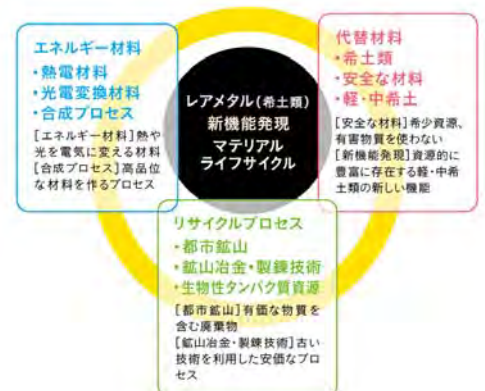 エネルギー材料
・熱電材料
・光電変換材料
・合成プロセス
[エネルギー材料]熱や
光を電気に変える材料
[合成プロセス]高品位
な材料を作るプロセス
レアメタル(希土類)
新機能発現
マテリアル
ライフサイクル
代替材料
・希土類
・安全な材料
・軽・中希土
[安全な材料]希少資源、
有害物質を使わない
[新機能発現]資源的に
豊富に存在する軽・中希
土類の新しい機能
リサイクルプロセス
・都市鉱山
・鉱山冶金・製錬技術
・生物性タンパク質資源
[都市鉱山]有価な物質を
含む廃棄物
[鉱山冶金・製錬技術]古い
技術を利用した安価なプロ
セス